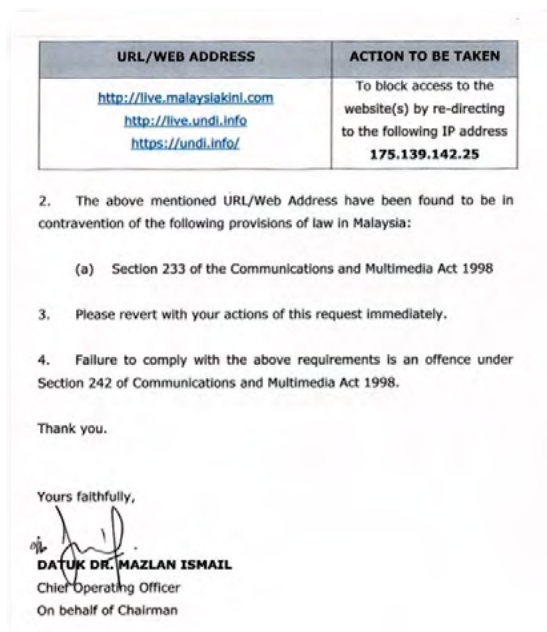 URL/WEB ADDRESS ACTION TO BE TAKEN
http://live.malaysiakini.com
http://live.undi.info
https://undi.info/
To block access to the
website(s) by re-directing
to the following IP address
175.139.142.25
2. The above mentioned URL/Web Address have been found to be in
contravention of the following provisions of law in Malaysia:
(a) Section 233 of the Communications and Multimedia Act 1998
3. Please revert with your actions of this request immediately.
4. Failure to comply with the above requirements is an offence under
Section 242 of Communications and Multimedia Act 1998.
Thank you.
Yours faithfully,
DATUK DR. MAZLAN ISMAIL
Chief Operating Officer
On behalf of Chairman